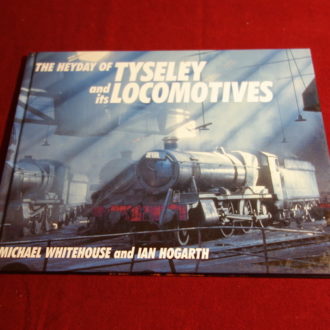 THE HEYDAY OF TYSELEY
and its LOCOMOTIVES
MICHAEL WHITEHOUSE and IAN HOGARTH